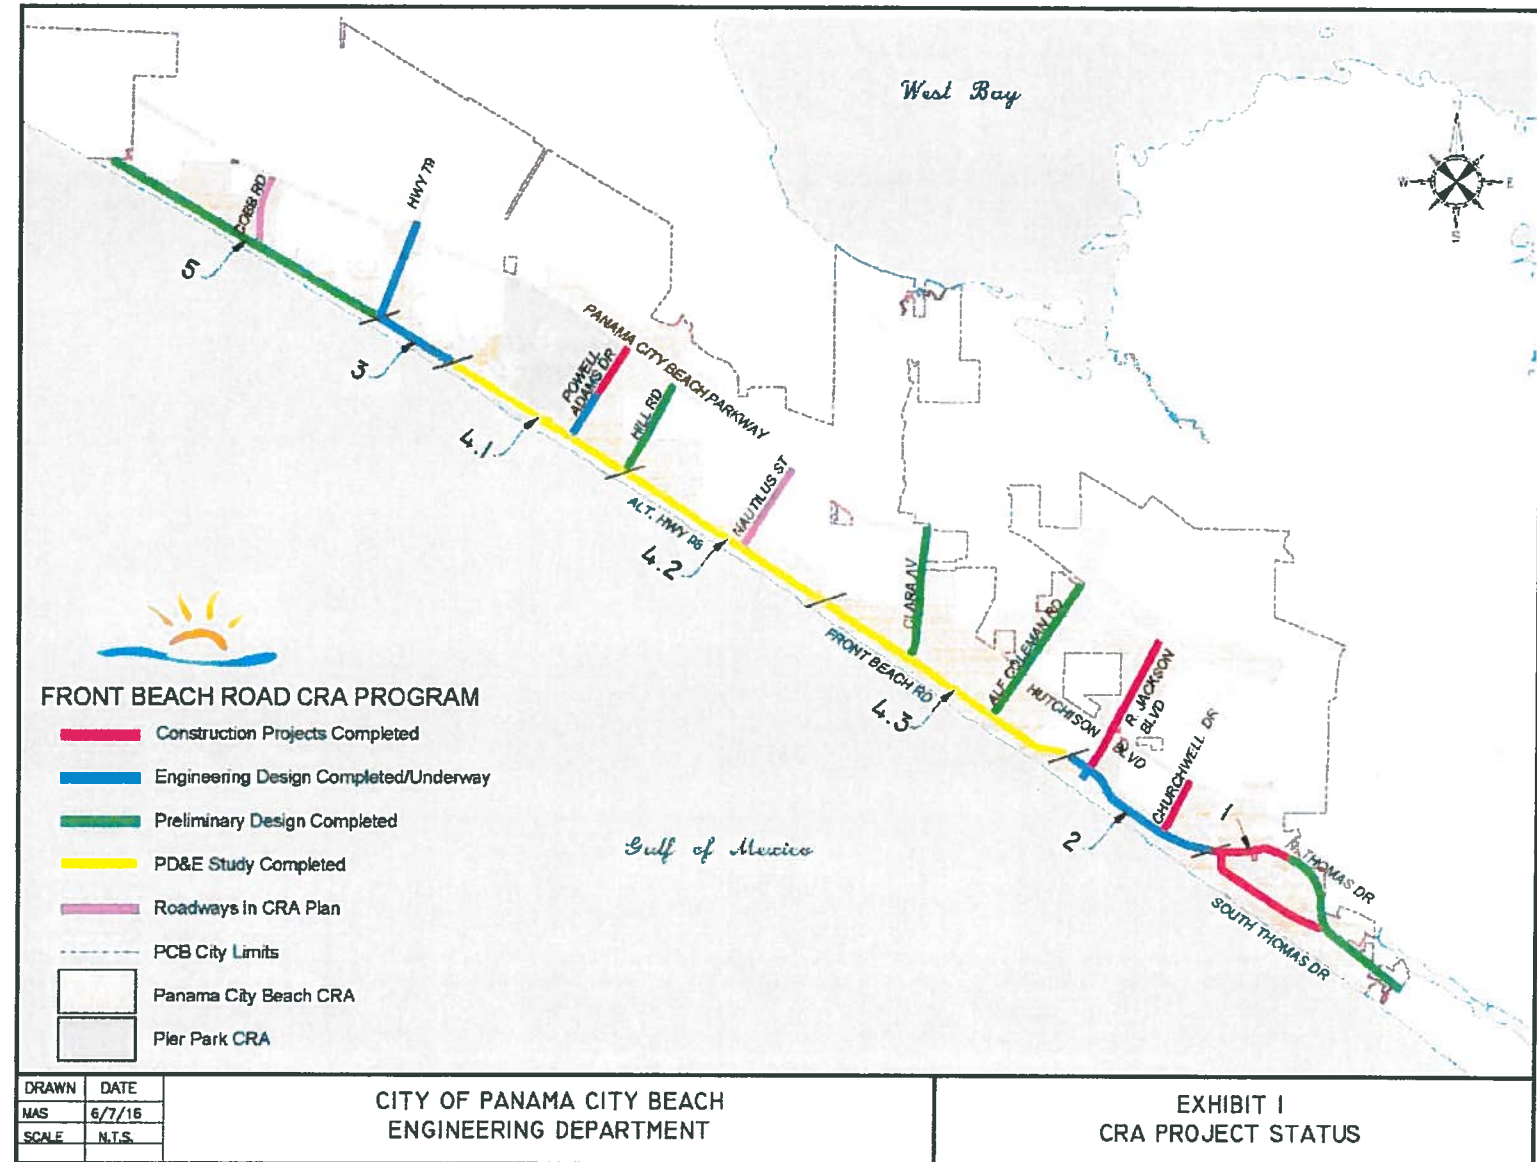 West Bay
W
E
S
COBB RD
HWY 79
5
3
PANAMA CITY BEACH PARKWAY
POWELL
ADAMS DR
HILL RD
4.1
NAUTILUS ST
ALT. HWY 98
4.2
CLARA AV
FRONT BEACH RD
4.3
ALF COLEMAN RD
HUTCHISON
BLVD
R. JACKSON
BLVD
CHURCHWELL DR
2
1
N. THOMAS DR
SOUTH THOMAS DR
Gulf of Mexico
FRONT BEACH ROAD CRA PROGRAM
Construction Projects Completed
Engineering Design Completed/Underway
Preliminary Design Completed
PD&E Study Completed
Roadways in CRA Plan
PCB City Limits
Panama City Beach CRA
Pier Park CRA
DRAWN DATE
MAS 6/7/16
SCALE N.T.S.
CITY OF PANAMA CITY BEACH
ENGINEERING DEPARTMENT
EXHIBIT I
CRA PROJECT STATUS